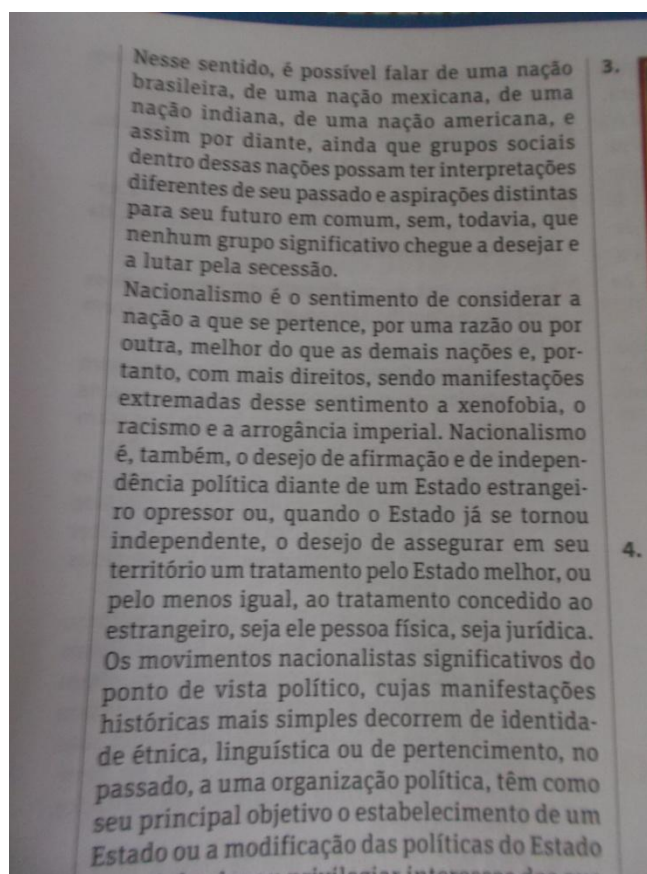 Nesse sentido, é possível falar de uma nação
3.
brasileira, de uma nação mexicana, de uma
nação indiana, de uma nação americana, e
assim por diante, ainda que grupos sociais
dentro dessas nações possam ter interpretações
diferentes de seu passado e aspirações distintas
para seu futuro em comum, sem, todavia, que
nenhum grupo significativo chegue a desejar e
a lutar pela secessão.
Nacionalismo é o sentimento de considerar a
nação a que se pertence, por uma razão ou por
outra, melhor do que as demais nações e, por-
tanto, com mais direitos, sendo manifestações
extremadas desse sentimento a xenofobia, o
racismo e a arrogância imperial. Nacionalismo
é, também, o desejo de afirmação e de indepen-
dência política diante de um Estado estrangei-
ro opressor ou, quando o Estado já se tornou
independente, o desejo de assegurar em seu
4.
território um tratamento pelo Estado melhor, ou
pelo menos igual, ao tratamento concedido ao
estrangeiro, seja ele pessoa física, seja jurídica.
Os movimentos nacionalistas significativos do
ponto de vista político, cujas manifestações
históricas mais simples decorrem de identida-
de étnica, linguística ou de pertencimento, no
passado, a uma organização política, têm como
seu principal objetivo o estabelecimento de um
Estado ou a modificação das políticas do Estado